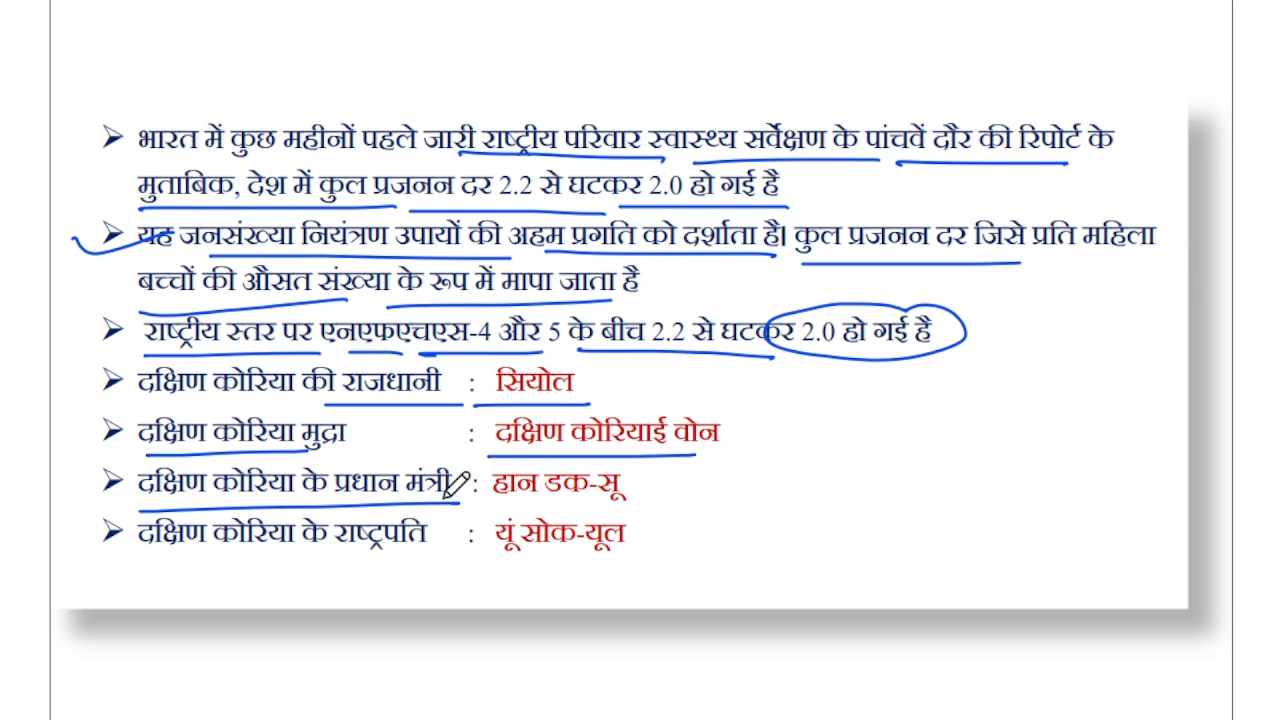 ➢ भारत में कुछ महीनों पहले जारी राष्ट्रीय परिवार स्वास्थ्य सर्वेक्षण के पांचवें दौर की रिपोर्ट के
मुताबिक, देश में कुल प्रजनन दर 2.2 से घटकर 2.0 हो गई है
➢ यह जनसंख्या नियंत्रण उपायों की अहम प्रगति को दर्शाता है। कुल प्रजनन दर जिसे प्रति महिला
बच्चों की औसत संख्या के रूप में मापा जाता है
➢ राष्ट्रीय स्तर पर एनएफएचएस-4 और 5 के बीच 2.2 से घटकर 2.0 हो गई है
➢ दक्षिण कोरिया की राजधानी : सियोल
➢ दक्षिण कोरिया मुद्रा : दक्षिण कोरियाई वोन
➢ दक्षिण कोरिया के प्रधान मंत्री : हान डक-सू
➢ दक्षिण कोरिया के राष्ट्रपति : यूं सोक-यूल